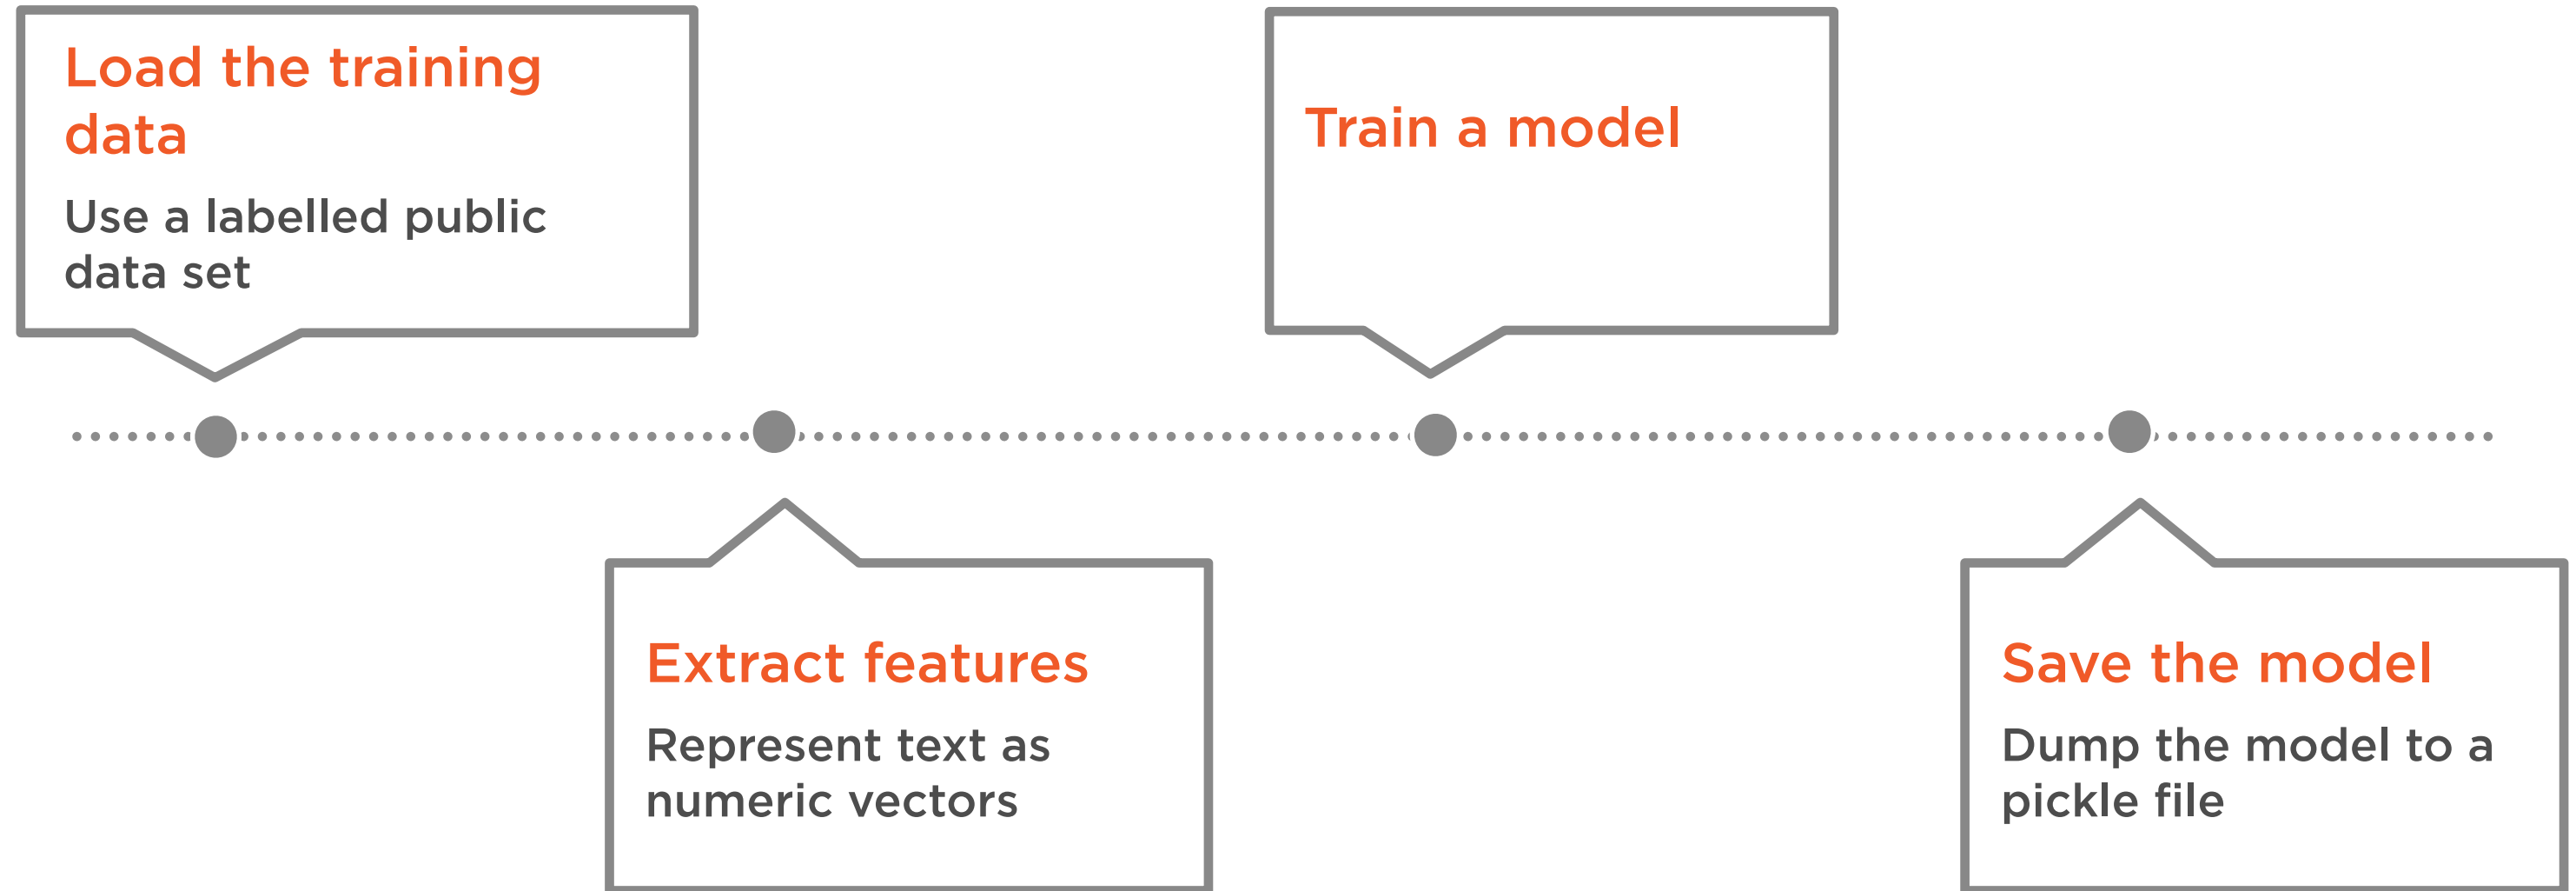 Load the training
data
Use a labelled public
data set
Extract features
Represent text as
numeric vectors
Train a model
Save the model
Dump the model to a
pickle file